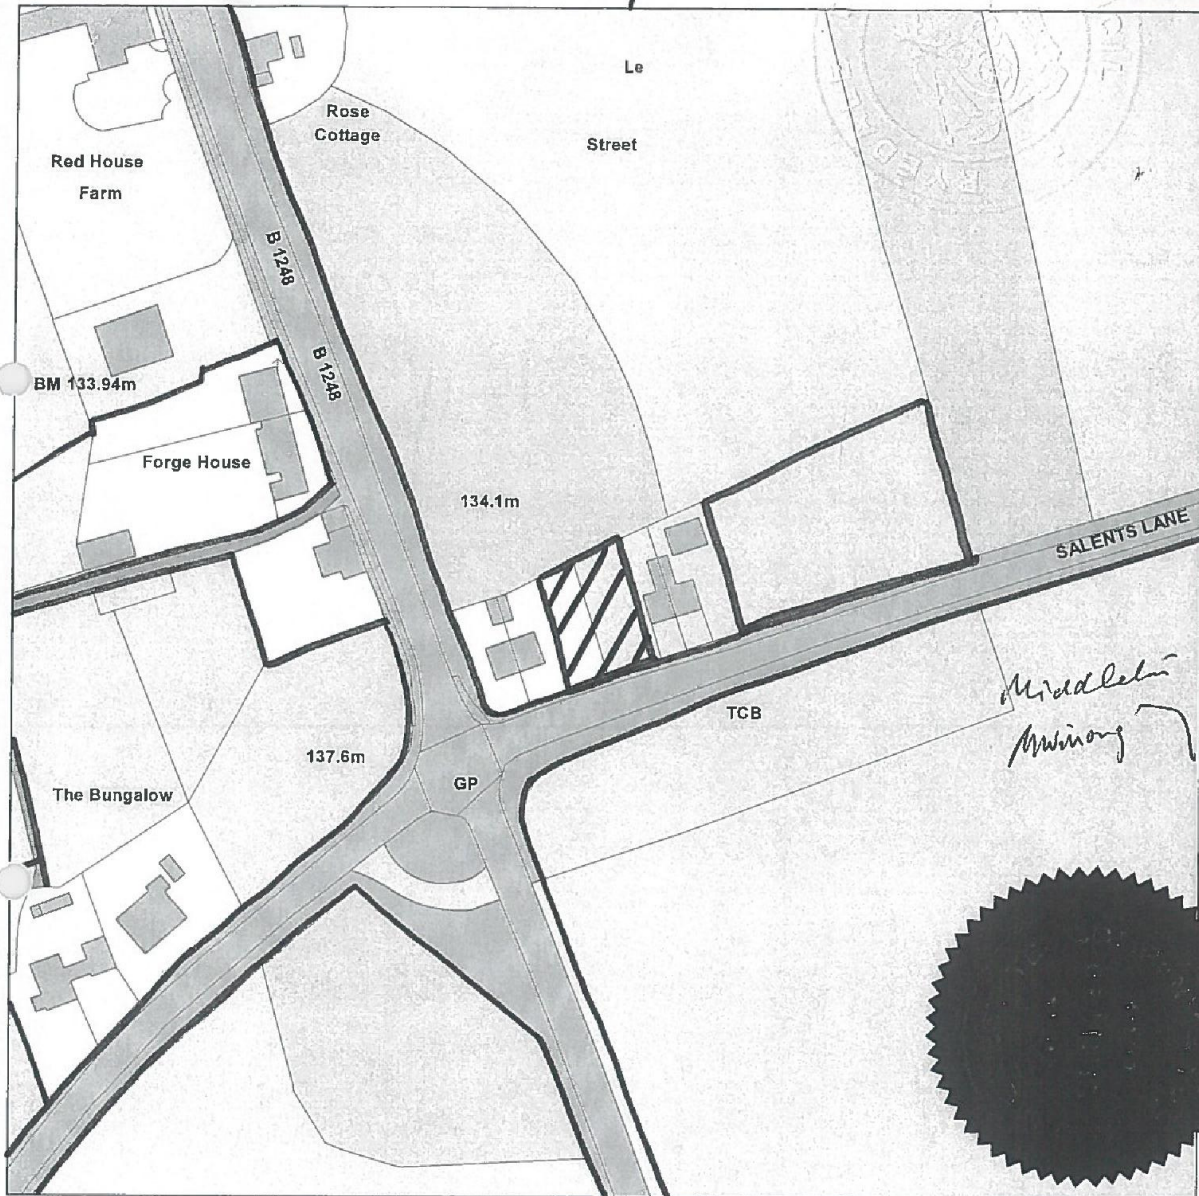 Le
Street
Rose
Cottage
Red House
Farm
B 1248
B 1248
BM 133.94m
Forge House
134.1m
SALENTS LANE
TCB
137.6m
GP
The Bungalow